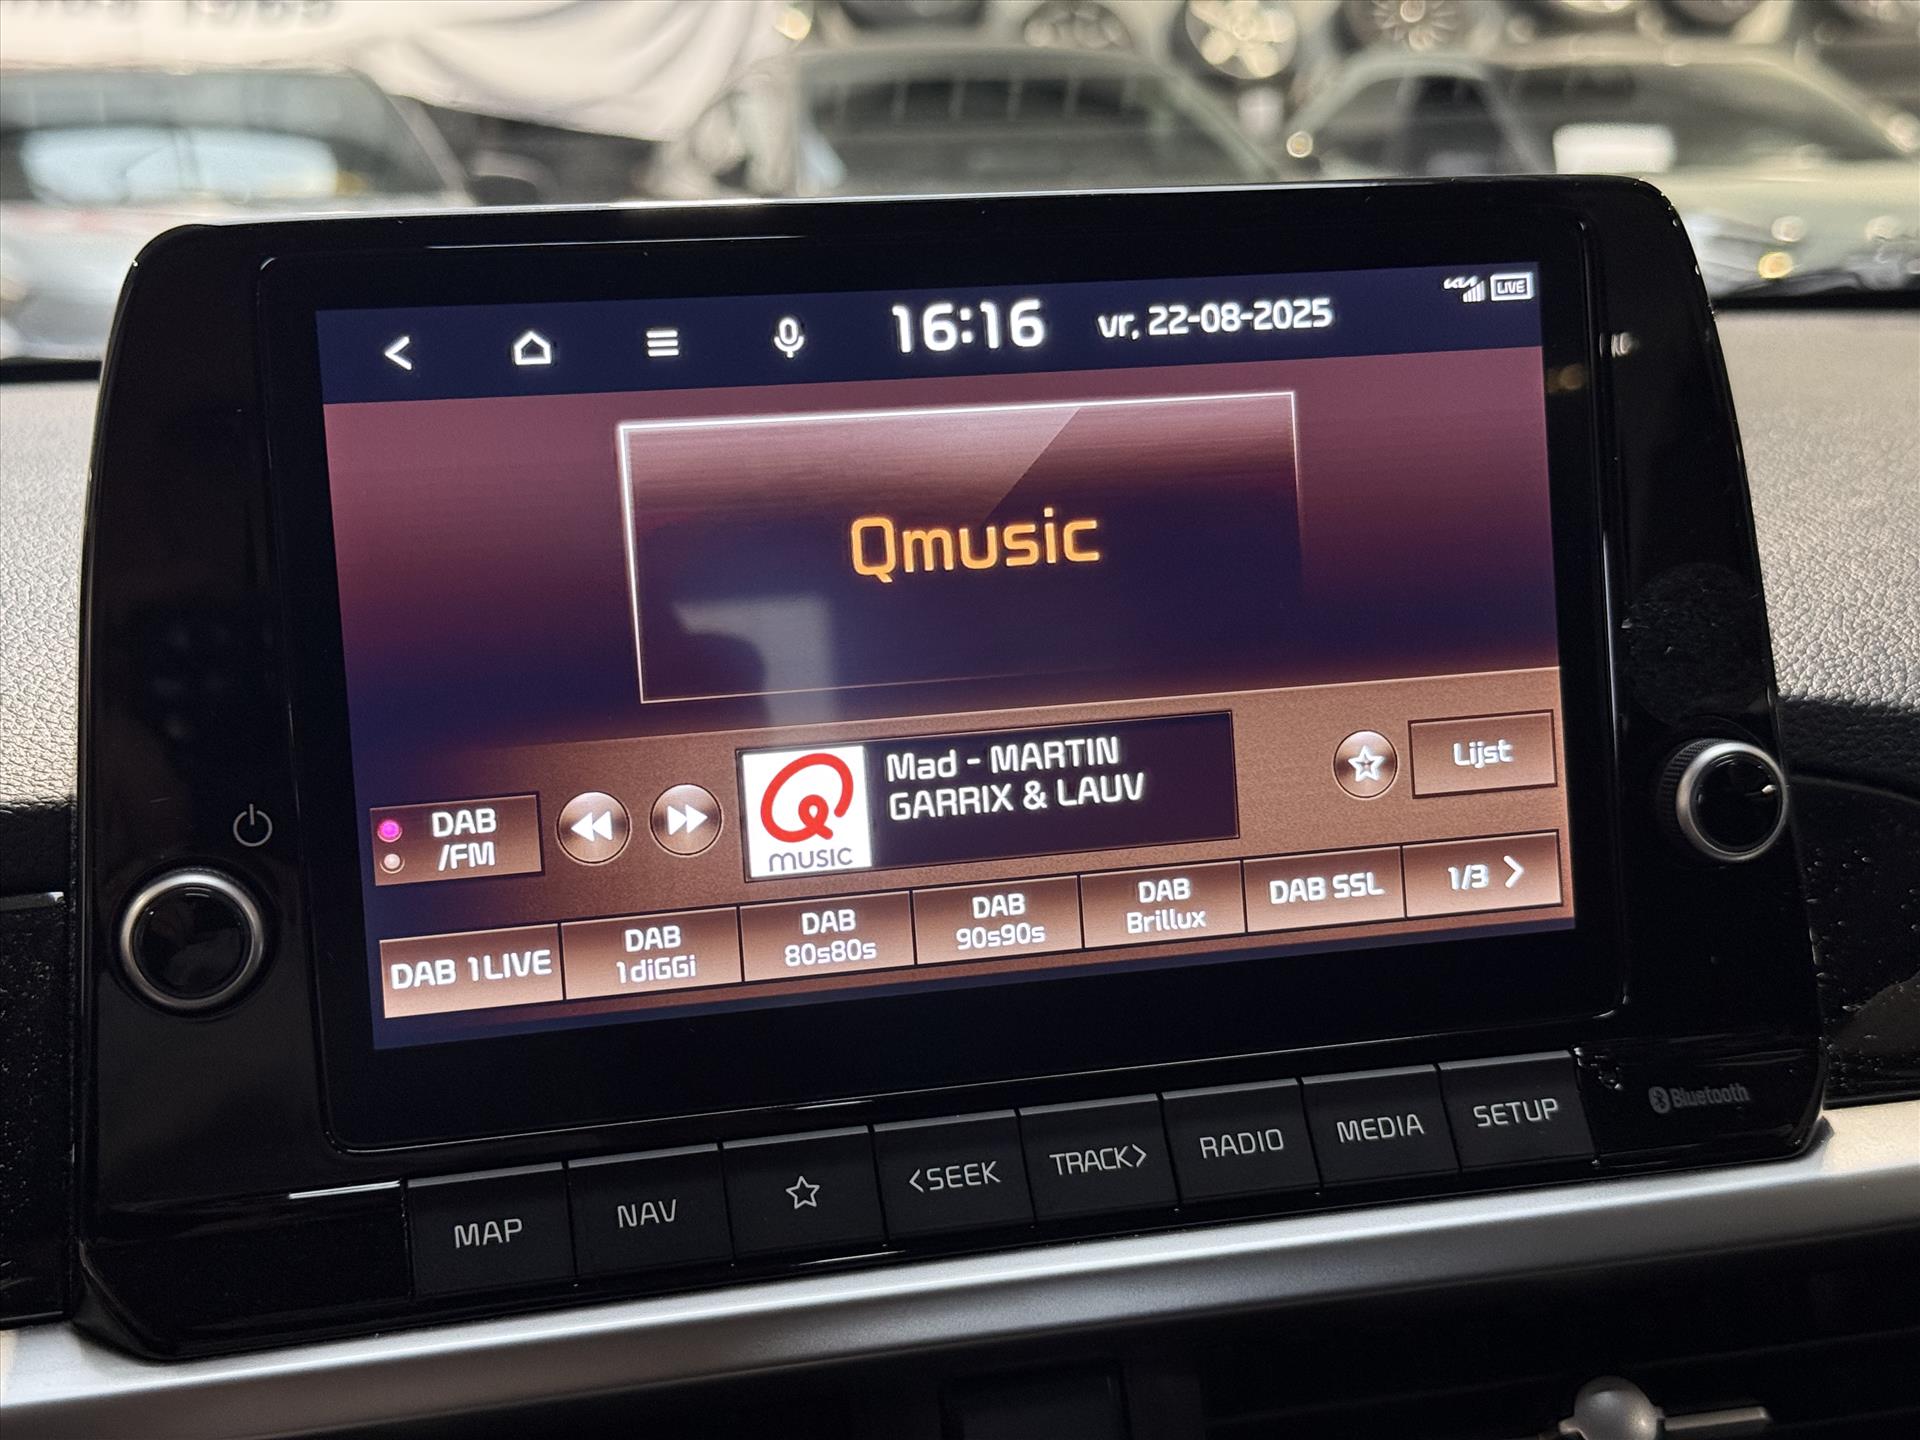 16:16
vr, 22-08-2025
LIVE
Qmusic
DAB
/FM
MUSIC
Mad - MARTIN
GARRIX & LAUV
Lijst
DAB 1LIVE
DAB
1diGGi
DAB
80s80s
DAB
90s90s
DAB
Brillux
DAB SSL
1/3 >
MAP
NAV
<SEEK
TRACK>
RADIO
MEDIA
SETUP
Bluetooth